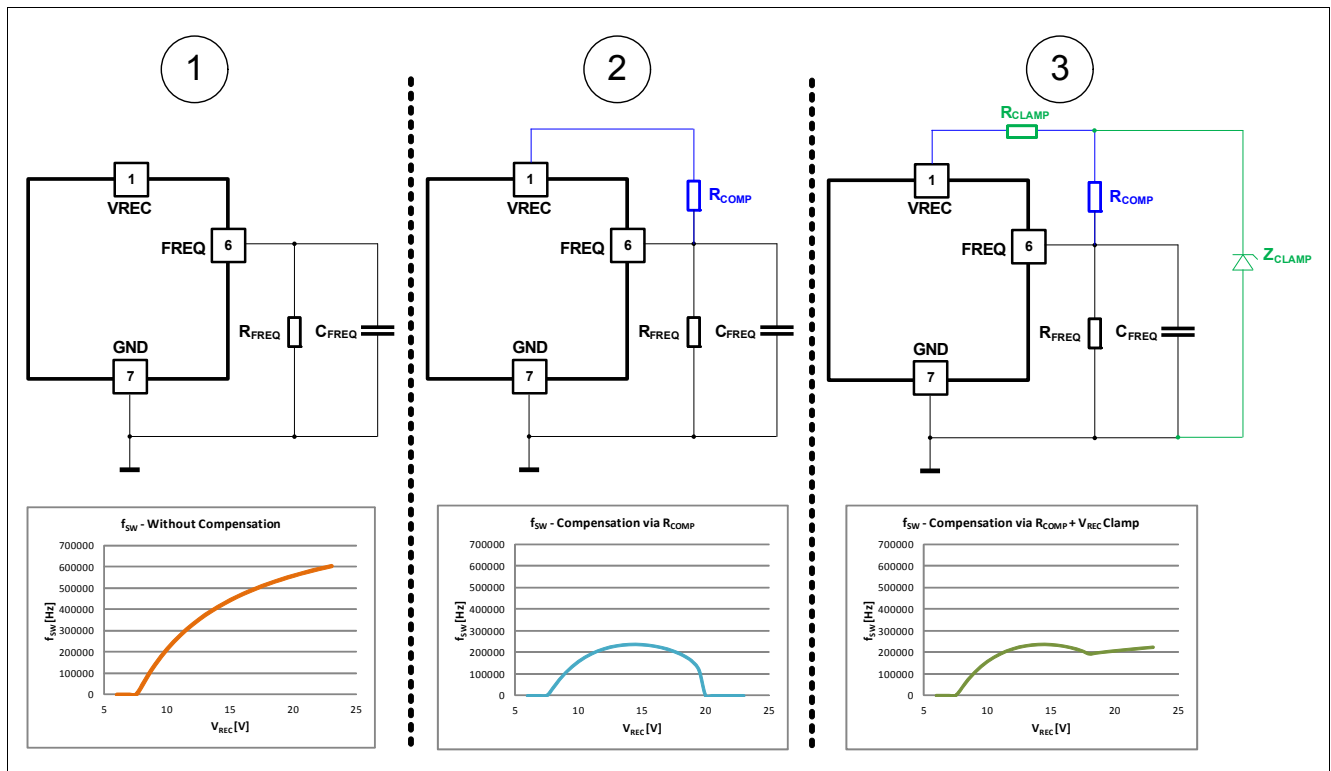 1
1
VREC
FREQ
6
RFREQ
CFREQ
GND
7
fSW - Without Compensation
fSW [Hz]
700000
600000
500000
400000
300000
200000
100000
0
5
10
15
20
25
VREC [V]
2
1
VREC
RCOMP
FREQ
6
RFREQ
CFREQ
GND
7
fSW - Compensation via RCOMP
fSW [Hz]
700000
600000
500000
400000
300000
200000
100000
0
5
10
15
20
25
VREC [V]
3
RCLAMP
1
VREC
RCOMP
FREQ
6
ZCLAMP
RFREQ
CFREQ
GND
7
fSW - Compensation via RCOMP + VREC Clamp
fSW [Hz]
700000
600000
500000
400000
300000
200000
100000
0
5
10
15
20
25
VREC [V]